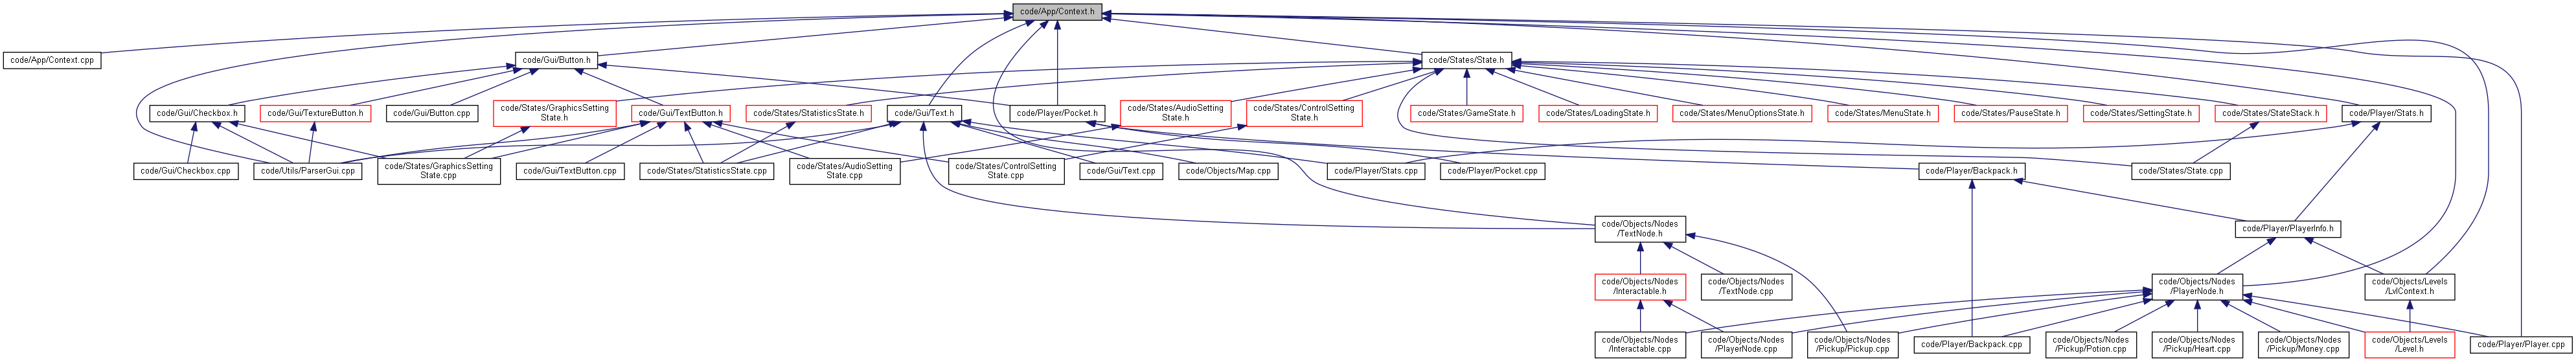 code/App/Context.h
code/App/Context.cpp
code/Gui/Button.h
code/States/State.h
code/Gui/Checkbox.h
code/Gui/TextureButton.h
code/Gui/Button.cpp
code/States/GraphicsSetting
State.h
code/Gui/TextButton.h
code/States/StatisticsState.h
code/Gui/Text.h
code/Player/Pocket.h
code/States/AudioSetting
State.h
code/States/ControlSetting
State.h
code/States/GameState.h
code/States/LoadingState.h
code/States/MenuOptionsState.h
code/States/MenuState.h
code/States/PauseState.h
code/States/SettingState.h
code/States/StateStack.h
code/Player/Stats.h
code/Gui/Checkbox.cpp
code/Utils/ParserGui.cpp
code/States/GraphicsSetting
State.cpp
code/Gui/TextButton.cpp
code/States/StatisticsState.cpp
code/States/AudioSetting
State.cpp
code/States/ControlSetting
State.cpp
code/Gui/Text.cpp
code/Objects/Map.cpp
code/Player/Stats.cpp
code/Player/Pocket.cpp
code/Player/Backpack.h
code/States/State.cpp
code/Objects/Nodes
/TextNode.h
code/Player/PlayerInfo.h
code/Objects/Nodes
/Interactable.h
code/Objects/Nodes
/TextNode.cpp
code/Objects/Nodes
/PlayerNode.h
code/Objects/Levels
/LvlContext.h
code/Objects/Nodes
/Interactable.cpp
code/Objects/Nodes
/PlayerNode.cpp
code/Objects/Nodes
/Pickup/Pickup.cpp
code/Player/Backpack.cpp
code/Objects/Nodes
/Pickup/Potion.cpp
code/Objects/Nodes
/Pickup/Heart.cpp
code/Objects/Nodes
/Pickup/Money.cpp
code/Objects/Levels
/Level.h
code/Player/Player.cpp